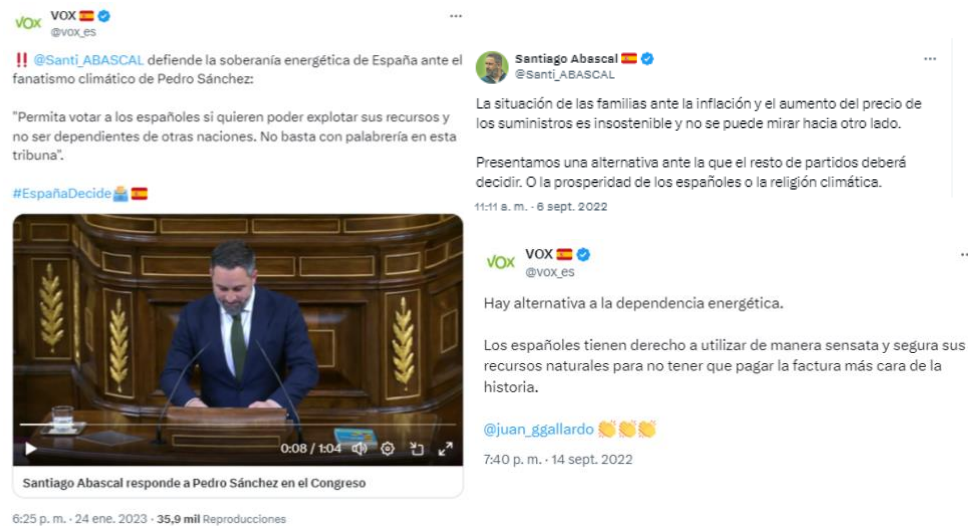 VOX 🇪🇸
@vox_es
‼️ @Santi_ABASCAL defiende la soberanía energética de España ante el
fanatismo climático de Pedro Sánchez:
"Permita votar a los españoles si quieren poder explotar sus recursos y
no ser dependientes de otras naciones. No basta con palabrería en esta
tribuna".
#EspañaDecide🗳️🇪🇸
0:08 / 1:04
Santiago Abascal responde a Pedro Sánchez en el Congreso
6:25 p. m. · 24 ene. 2023 · 35,9 mil Reproducciones
Santiago Abascal 🇪🇸
@Santi_ABASCAL
La situación de las familias ante la inflación y el aumento del precio de
los suministros es insostenible y no se puede mirar hacia otro lado.
Presentamos una alternativa ante la que el resto de partidos deberá
decidir. O la prosperidad de los españoles o la religión climática.
11:11 a. m. · 6 sept. 2022
VOX 🇪🇸
@vox_es
Hay alternativa a la dependencia energética.
Los españoles tienen derecho a utilizar de manera sensata y segura sus
recursos naturales para no tener que pagar la factura más cara de la
historia.
@juan_ggallardo 👏👏👏
7:40 p. m. · 14 sept. 2022